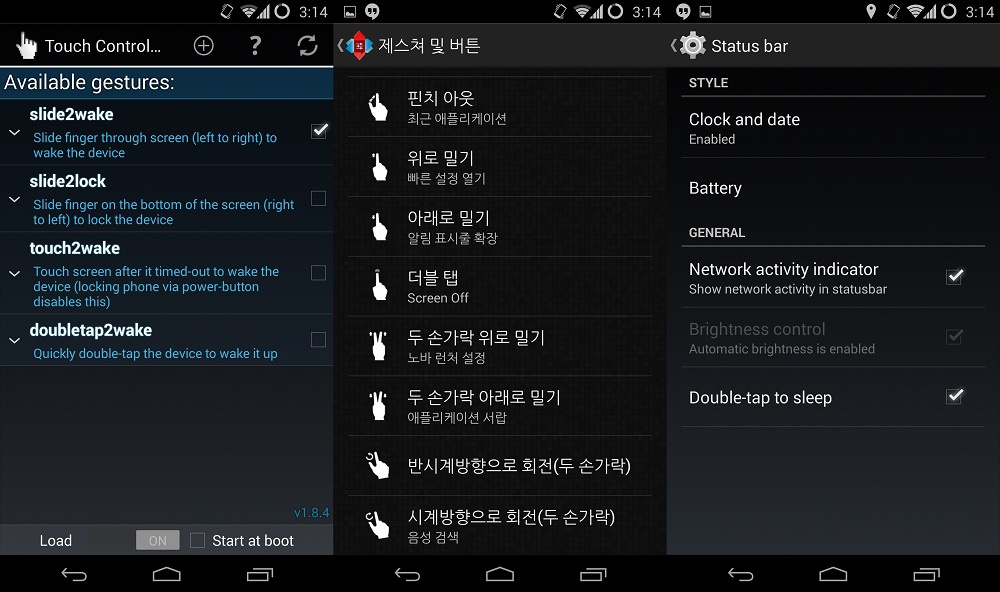 3:14
Touch Control...
Available gestures:
slide2wake
Slide finger through screen (left to right) to
wake the device
slide2lock
Slide finger on the bottom of the screen (right
to left) to lock the device
touch2wake
Touch screen after it timed-out to wake the
device (locking phone via power-button
disables this)
doubletap2wake
Quickly double-tap the device to wake it up
v1.8.4
Load
ON
Start at boot
3:14
제스쳐 및 버튼
핀치 아웃
최근 애플리케이션
위로 밀기
빠른 설정 열기
아래로 밀기
알림 표시줄 확장
더블 탭
Screen Off
두 손가락 위로 밀기
노바 런처 설정
두 손가락 아래로 밀기
애플리케이션 서랍
반시계방향으로 회전(두 손가락)
시계방향으로 회전(두 손가락)
음성 검색
3:14
Status bar
STYLE
Clock and date
Enabled
Battery
GENERAL
Network activity indicator
Show network activity in statusbar
Brightness control
Automatic brightness is enabled
Double-tap to sleep